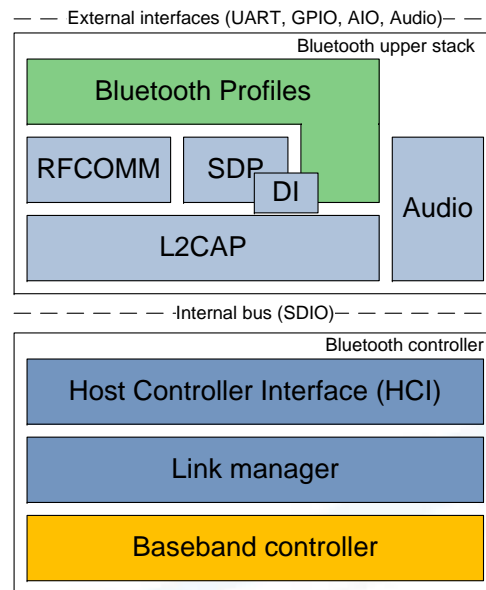 External interfaces (UART, GPIO, AIO, Audio)
Bluetooth upper stack
Bluetooth Profiles
RFCOMM
SDP
DI
Audio
L2CAP
Internal bus (SDIO)
Bluetooth controller
Host Controller Interface (HCI)
Link manager
Baseband controller